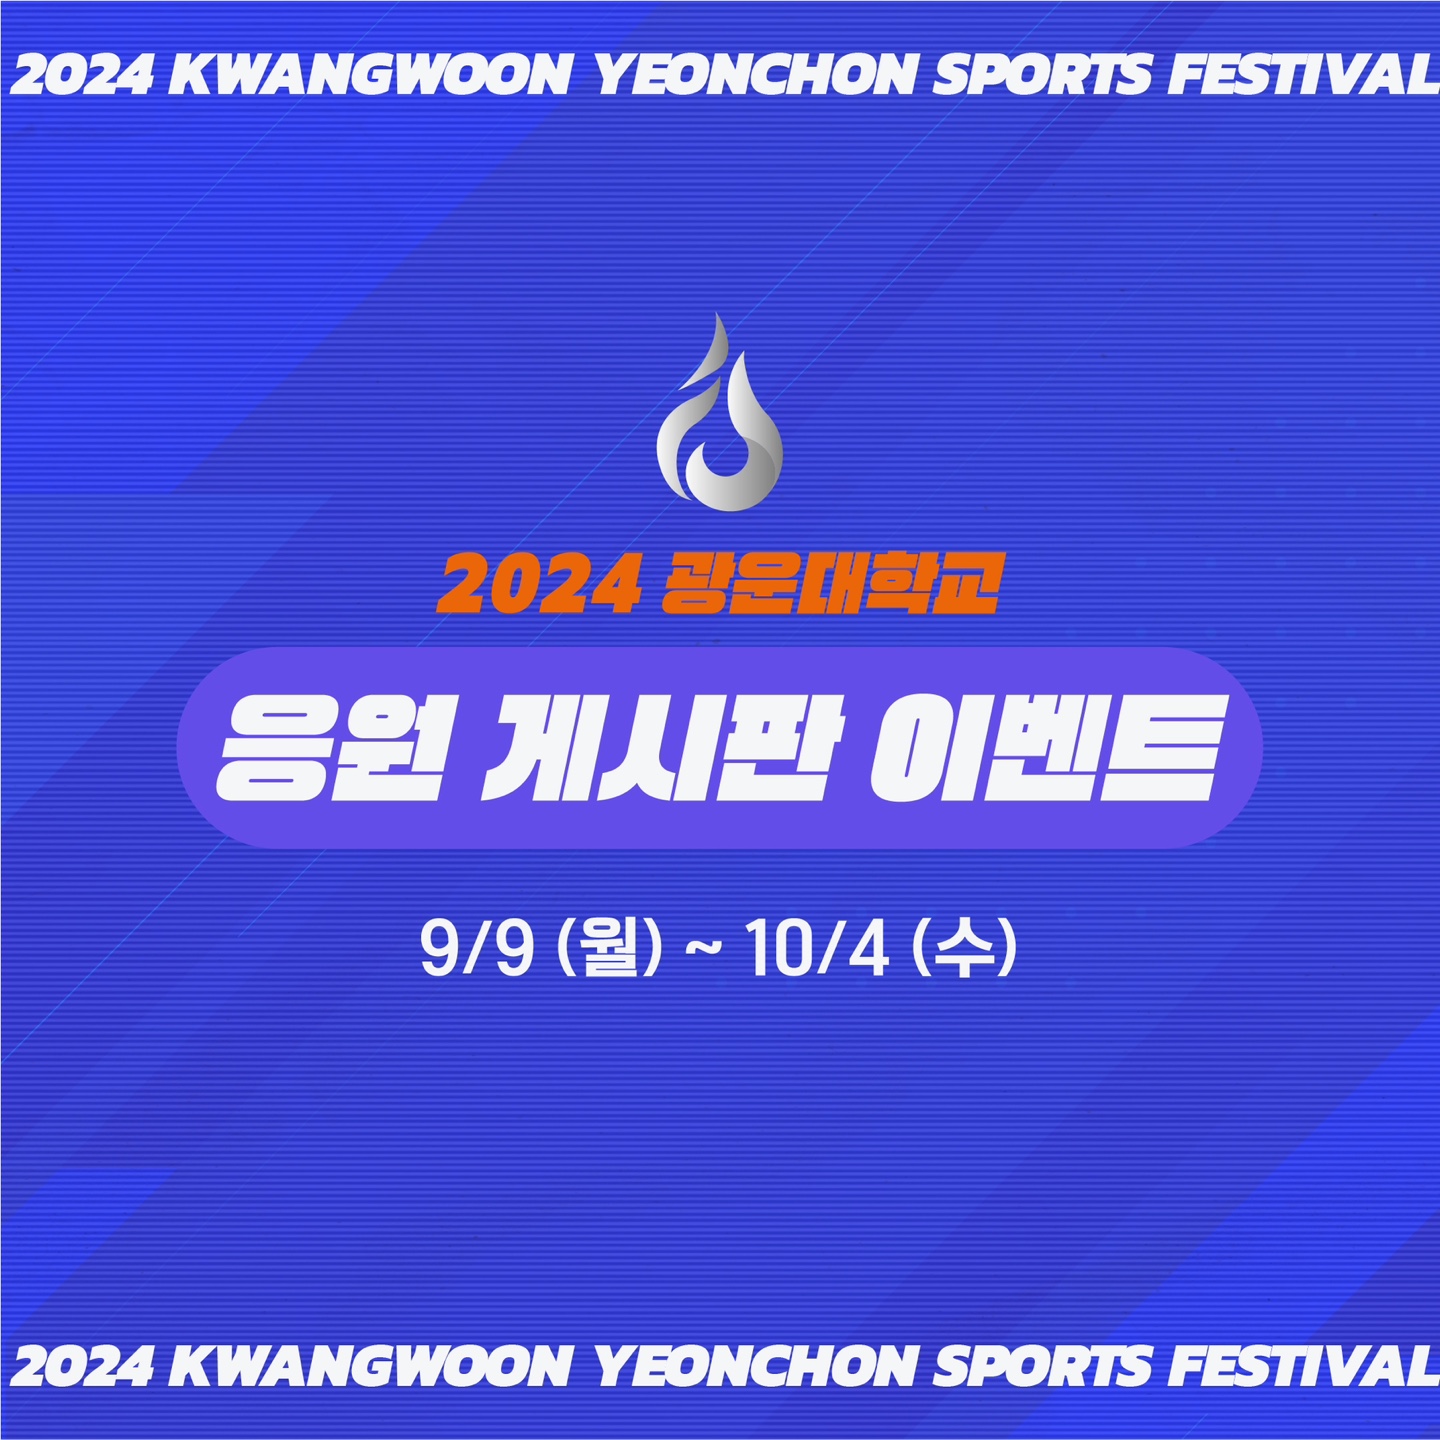 2024 KWANGWOON YEONCHON SPORTS FESTIVAL
2024 광운대학교
응원 게시판 이벤트
9/9 (월) ~ 10/4 (수)
2024 KWANGWOON YEONCHON SPORTS FESTIVAL